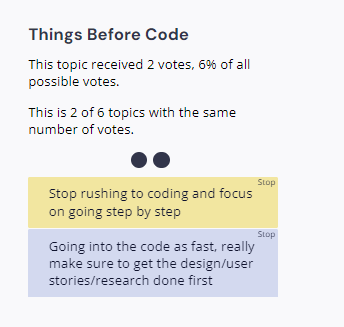 Things Before Code
This topic received 2 votes, 6% of all
possible votes.
This is 2 of 6 topics with the same
number of votes.
Stop
Stop rushing to coding and focus
on going step by step
Stop
Going into the code as fast, really
make sure to get the design/user
stories/research done first